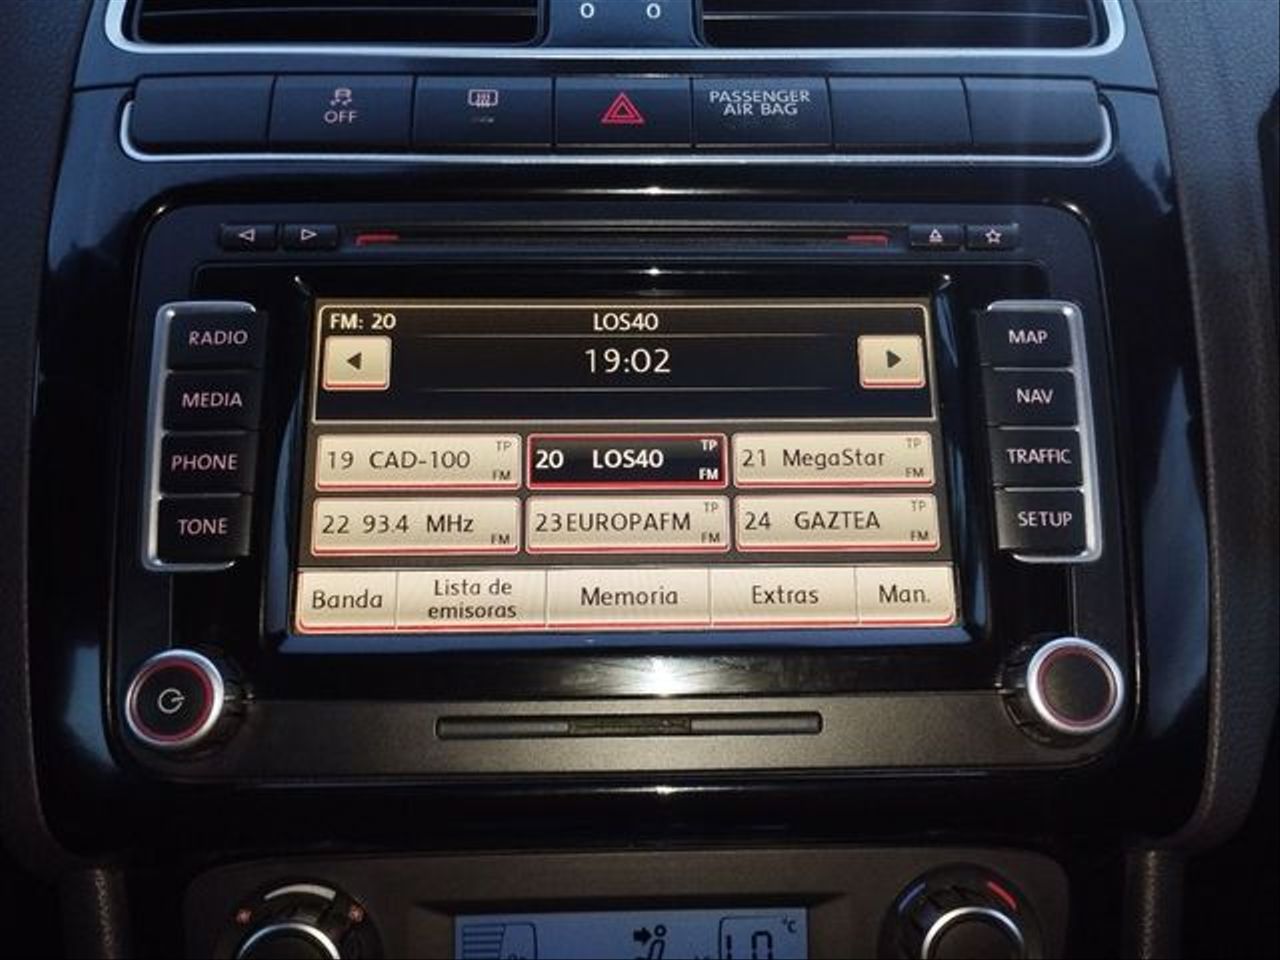 OFF
PASSENGER
AIR BAG
RADIO
MEDIA
PHONE
TONE
FM: 20 LOS40
19:02
19 CAD-100 TP FM
20 LOS40 TP FM
21 MegaStar TP FM
22 93.4 MHz FM
23 EUROPAFM TP FM
24 GAZTEA TP FM
Banda
Lista de
emisoras
Memoria
Extras
Man.
MAP
NAV
TRAFFIC
SETUP
°C